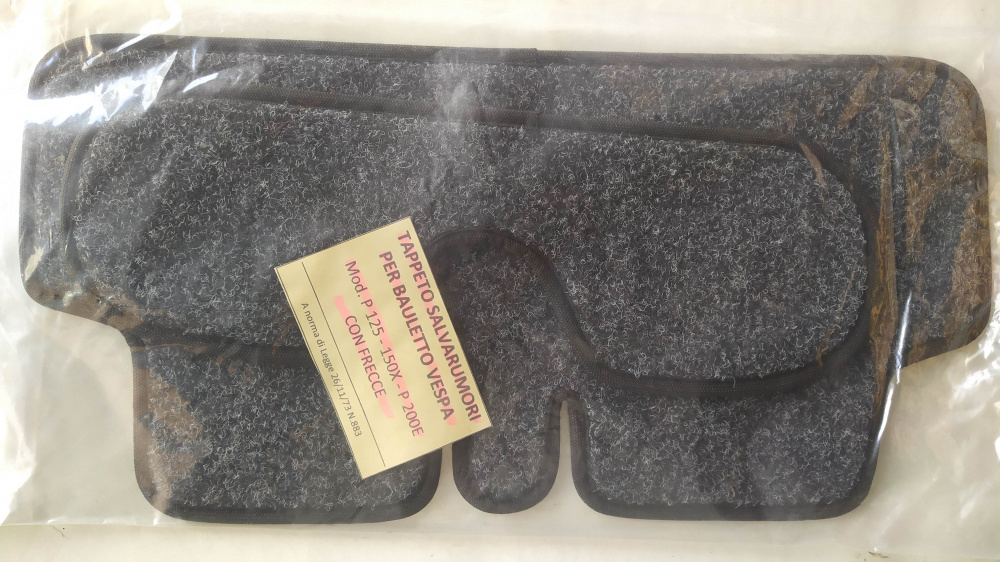 TAPPETO SALVARUMORI
PER BAULETTO VESPA
Mod. P 125 - 150X - P 200E
CON FRECCE
A norma di Legge 26/11/73 N.883